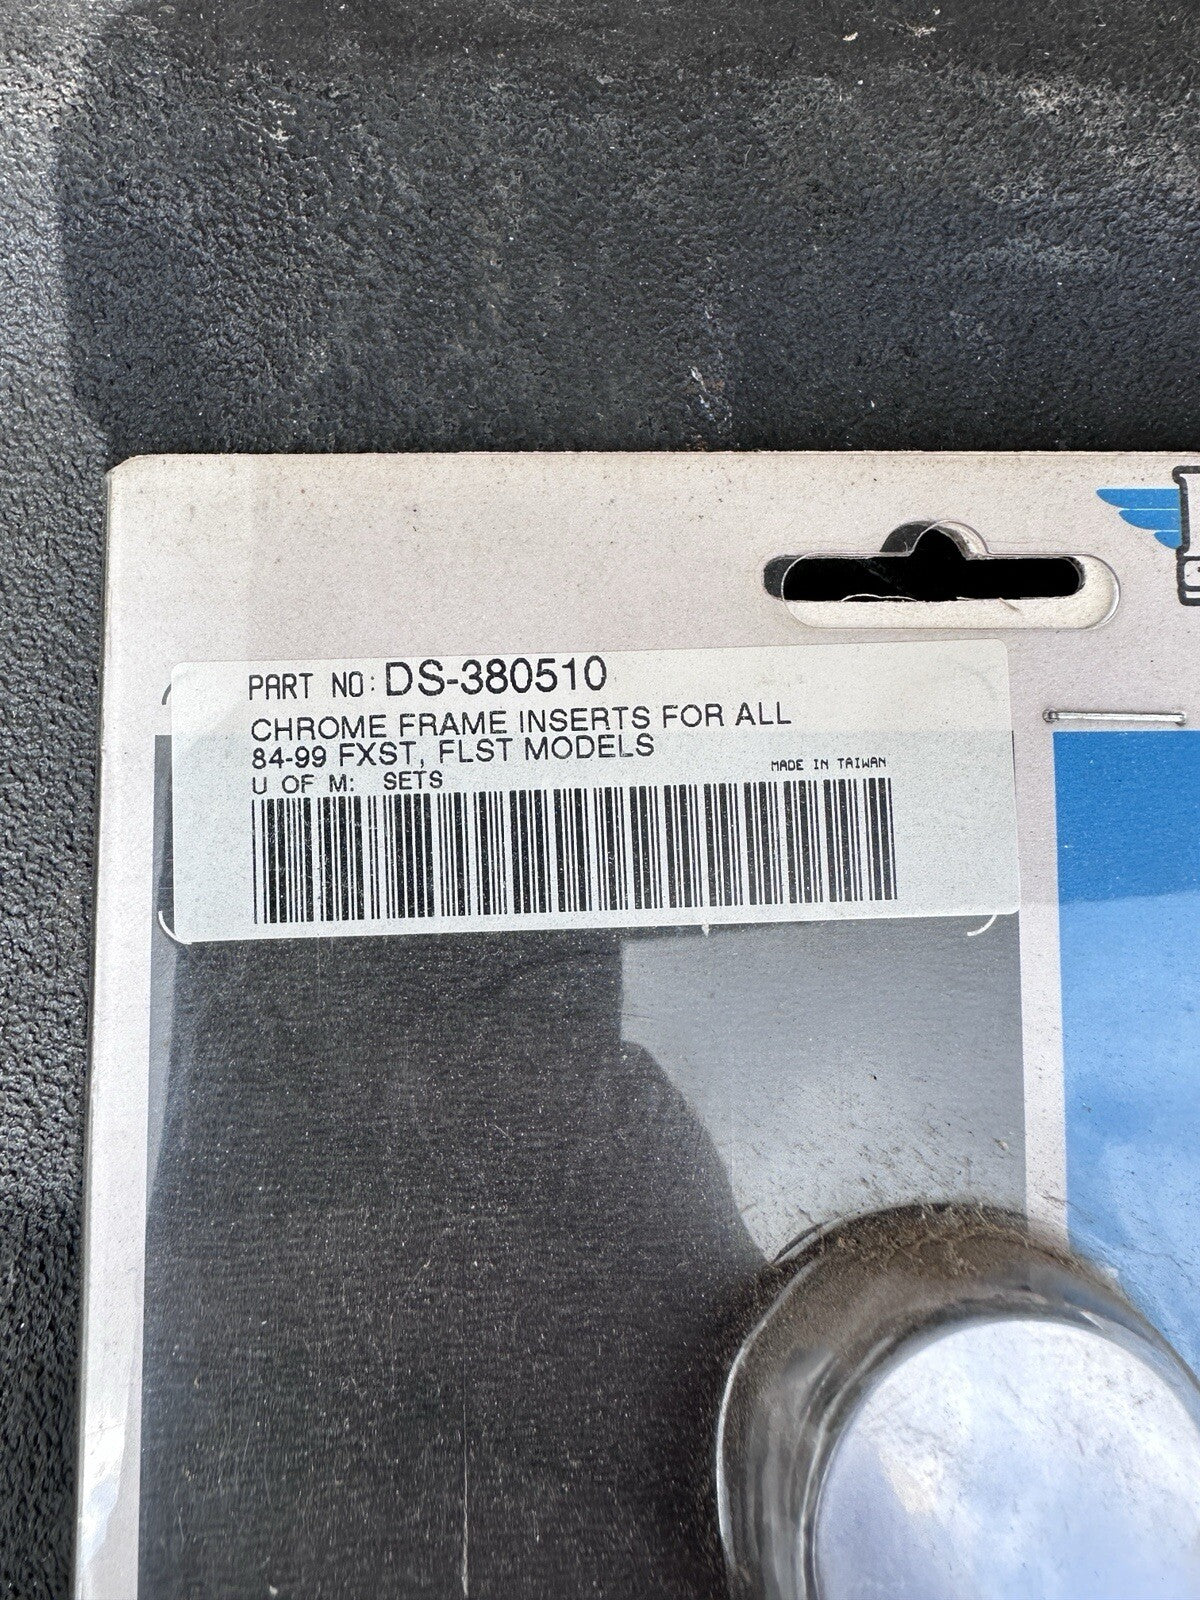 PART NO: DS-380510
CHROME FRAME INSERTS FOR ALL
84-99 FXST, FLST MODELS
U OF M: SETS
MADE IN TAIWAN